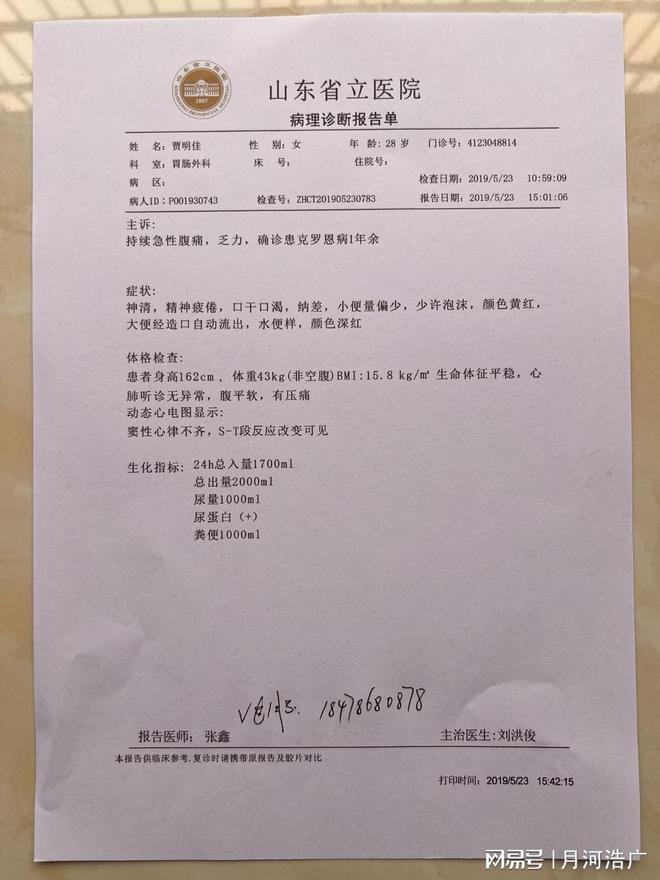 山东省立医院
1897
病理诊断报告单
姓 名：贾明佳 性 别：女 年 龄：28 岁 门诊号：4123048814
科 室：胃肠外科 床 号： 住院号：
病 区： 检查日期：2019/5/23 10:59:09
病人ID：P001930743 检查号：ZHCT201905230783 报告日期：2019/5/23 15:01:06
主诉：
持续急性腹痛，乏力，确诊患克罗恩病1年余
症状：
神清，精神疲倦，口干口渴，纳差，小便量偏少，少许泡沫，颜色黄红，
大便经造口自动流出，水便样，颜色深红
体格检查：
患者身高162cm , 体重43kg(非空腹)BMI:15.8 kg/㎡ 生命体征平稳，心
肺听诊无异常，腹平软，有压痛
动态心电图显示：
窦性心律不齐，S-T段反应改变可见
生化指标：24h总入量1700ml
总出量2000ml
尿量1000ml
尿蛋白（+）
粪便1000ml
18478680878
报告医师： 张鑫 主治医生：刘洪俊
本报告供临床参考.复诊时请携带原报告及胶片对比
打印时间：2019/5/23 15:42:15
网易号 | 月河浩广